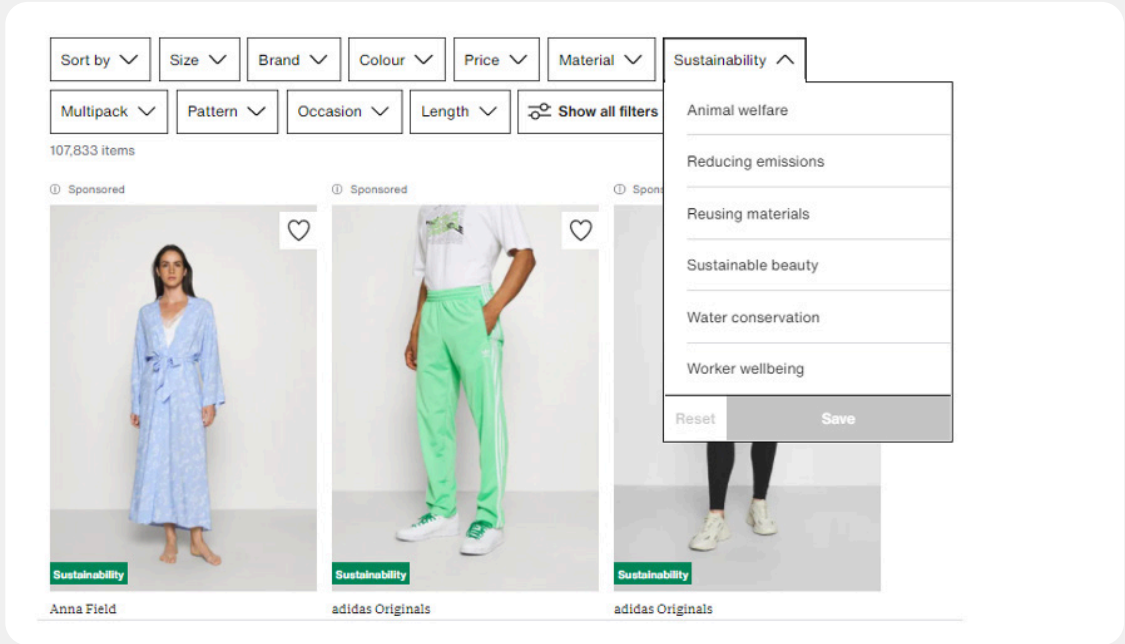 Sort by
Size
Brand
Colour
Price
Material
Sustainability
Multipack
Pattern
Occasion
Length
Show all filters
107,833 items
Animal welfare
Reducing emissions
Reusing materials
Sustainable beauty
Water conservation
Worker wellbeing
Reset
Save
Sponsored
Sponsored
Spons
Sustainability
Sustainability
Sustainability
Anna Field
adidas Originals
adidas Originals